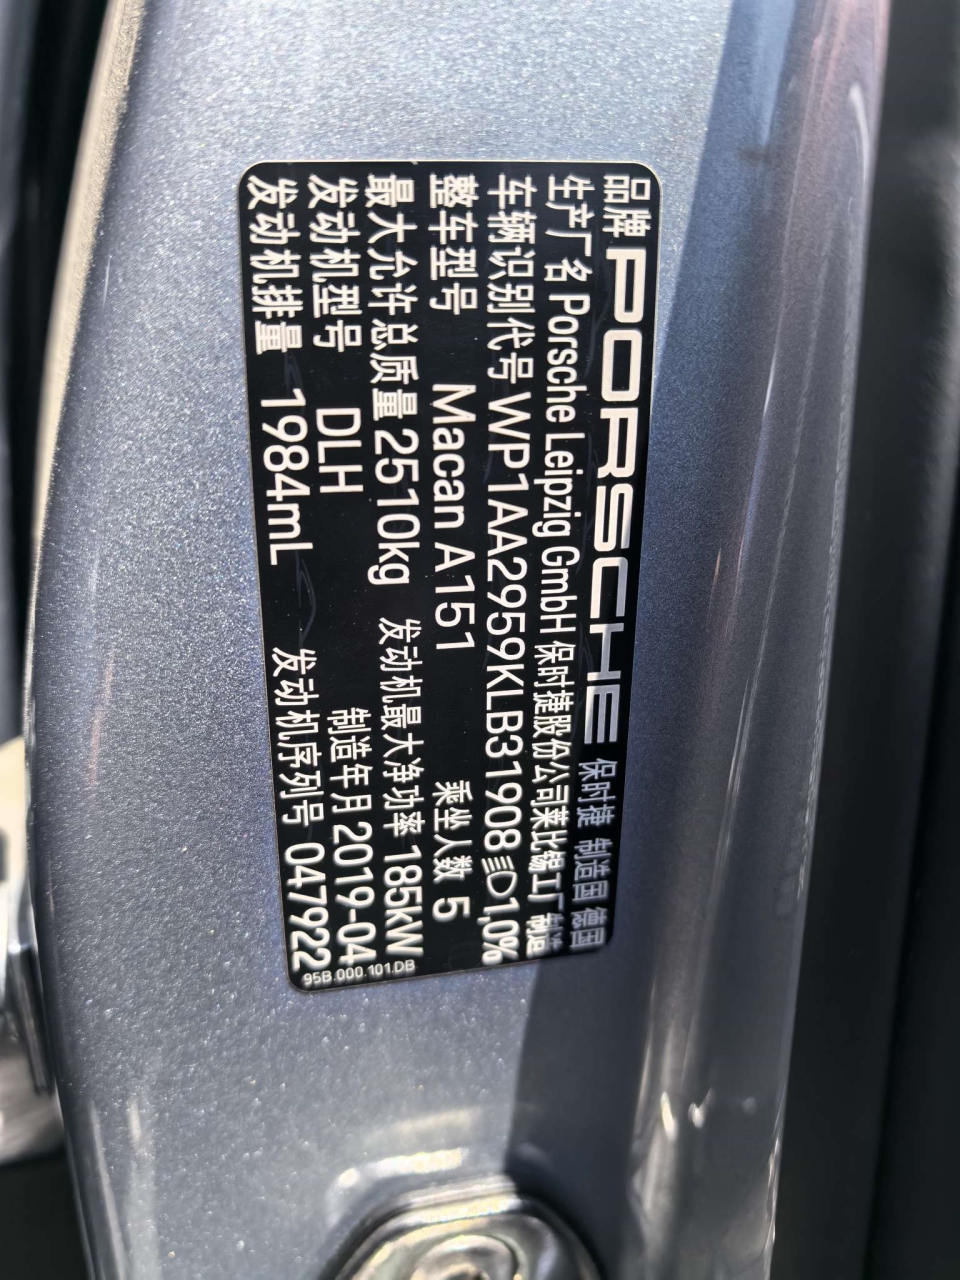 品牌 PORSCHE 保时捷 制造国 德国
生产厂名 Porsche Leipzig GmbH 保时捷股份公司莱比锡工厂 制造
车辆识别代号 WP1AA2959KLB31908 1,0%
整车型号 Macan A151 乘坐人数 5
最大允许总质量 2510kg 发动机最大净功率 185kW
发动机型号 DLH 制造年月 2019-04
发动机排量 1984mL 发动机序列号 047922
95B.000.101.DB